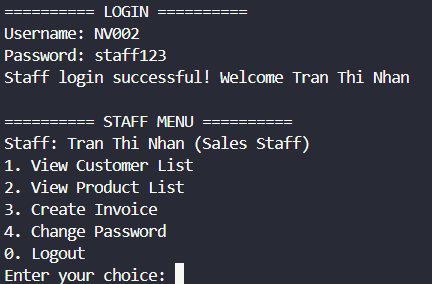 ========== LOGIN ==========
Username: NV002
Password: staff123
Staff login successful! Welcome Tran Thi Nhan
========== STAFF MENU ==========
Staff: Tran Thi Nhan (Sales Staff)
1. View Customer List
2. View Product List
3. Create Invoice
4. Change Password
0. Logout
Enter your choice: